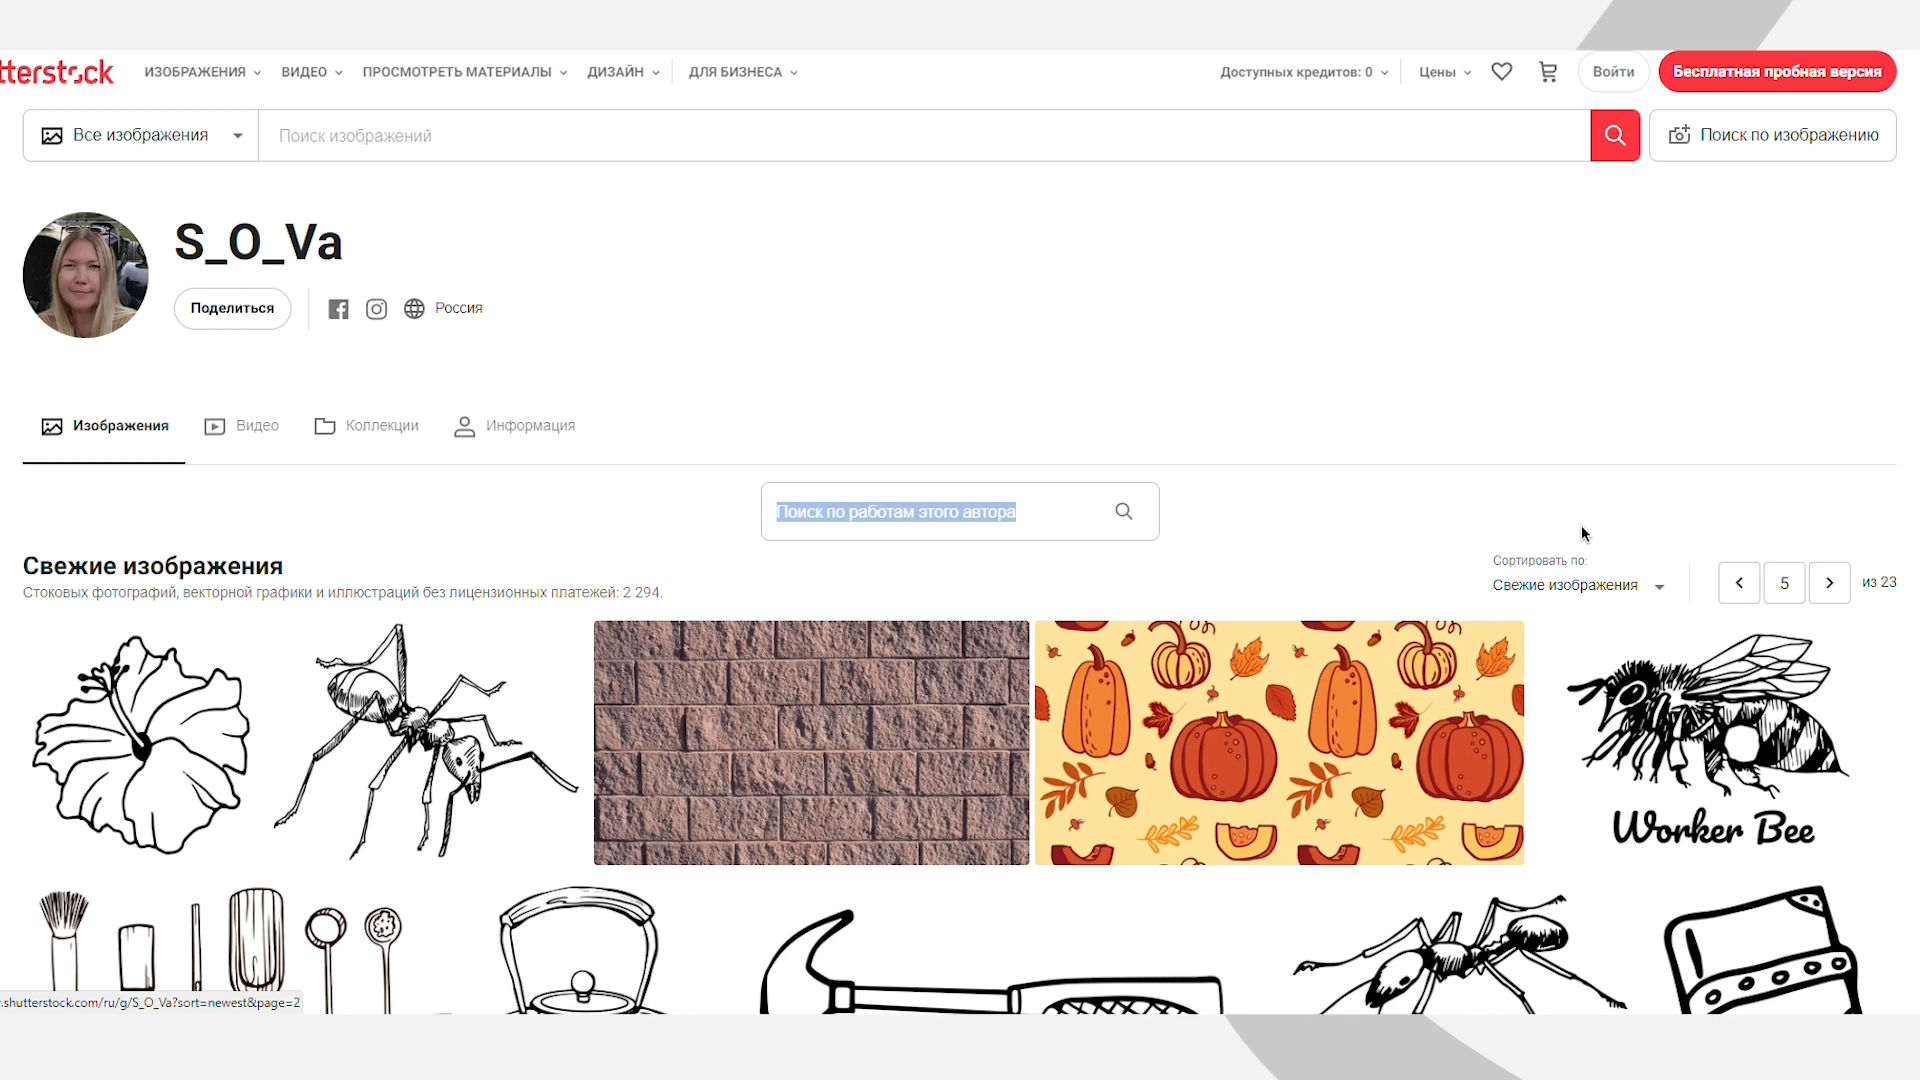 tterstock
ИЗОБРАЖЕНИЯ ВИДЕО ПРОСМОТРЕТЬ МАТЕРИАЛЫ ДИЗАЙН ДЛЯ БИЗНЕСА Доступных кредитов: 0 Цены Войти Бесплатная пробная версия
Все изображения Поиск изображений Поиск по изображению
S_O_Va
Поделиться Россия
Изображения Видео Коллекции Информация
Поиск по работам этого автора
Свежие изображения
Стоковых фотографий, векторной графики и иллюстраций без лицензионных платежей: 2 294.
Сортировать по:
Свежие изображения 5 из 23
Worker Bee
.shutterstock.com/ru/g/S_O_Va?sort=newest&page=2